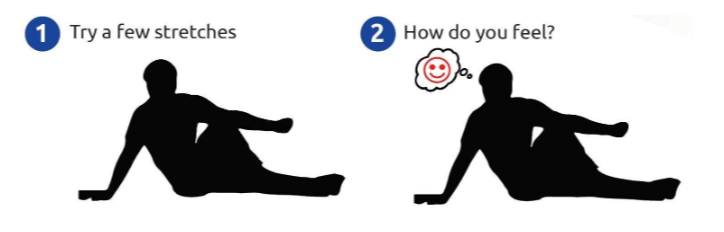 1 Try a few stretches
2 How do you feel?